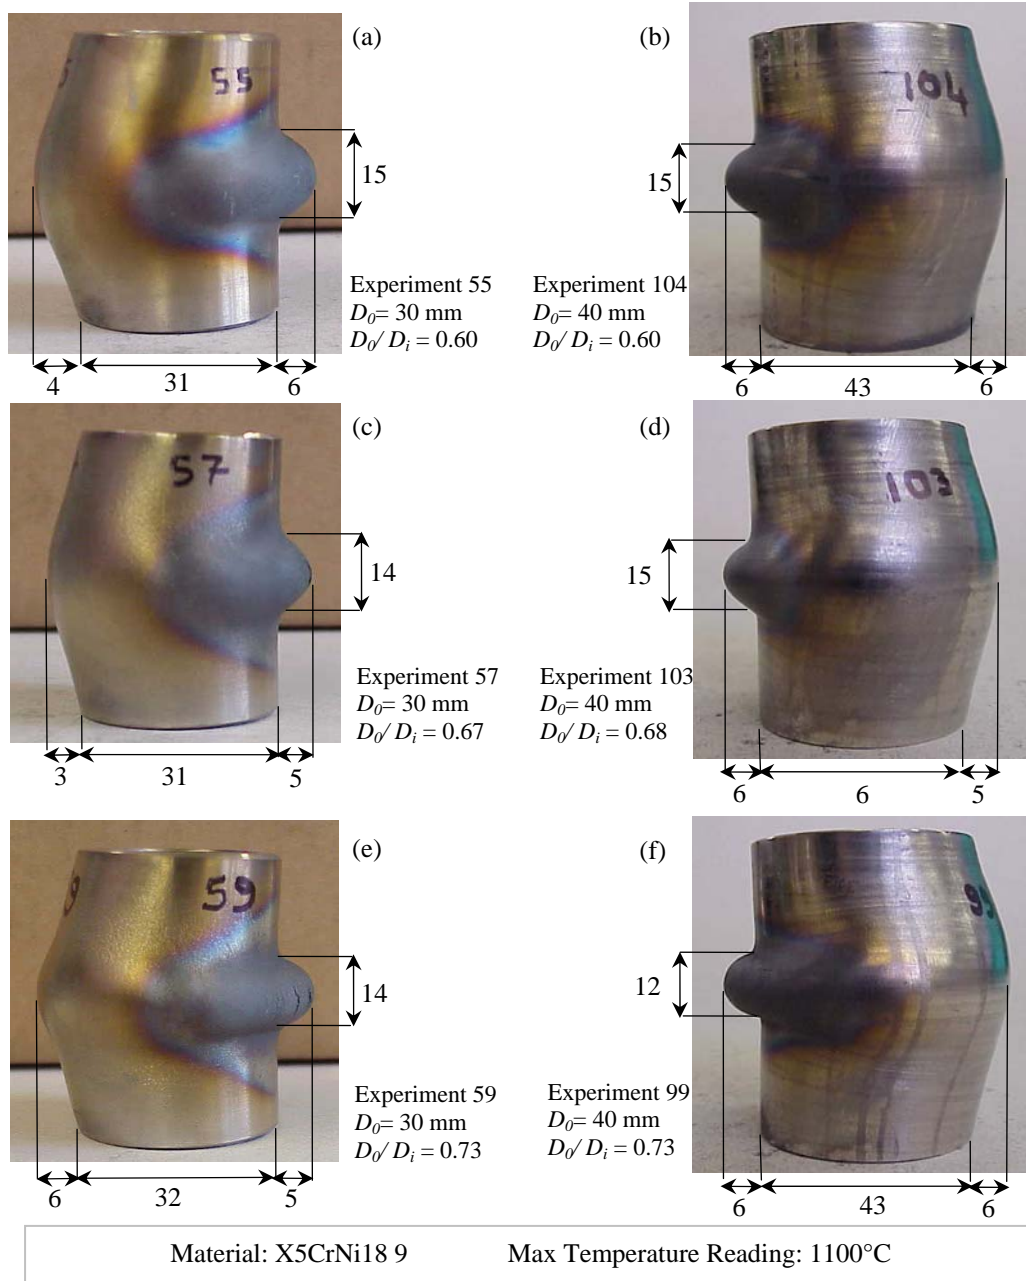 (a)
55
15
Experiment 55
D0= 30 mm
D0/ Di = 0.60
4
31
6
(b)
104
15
Experiment 104
D0= 40 mm
D0/ Di = 0.60
6
43
6
(c)
57
14
Experiment 57
D0= 30 mm
D0/ Di = 0.67
3
31
5
(d)
103
15
Experiment 103
D0= 40 mm
D0/ Di = 0.68
6
6
5
(e)
9
59
14
Experiment 59
D0= 30 mm
D0/ Di = 0.73
6
32
5
(f)
99
12
Experiment 99
D0= 40 mm
D0/ Di = 0.73
6
43
6
Material: X5CrNi18 9 Max Temperature Reading: 1100°C